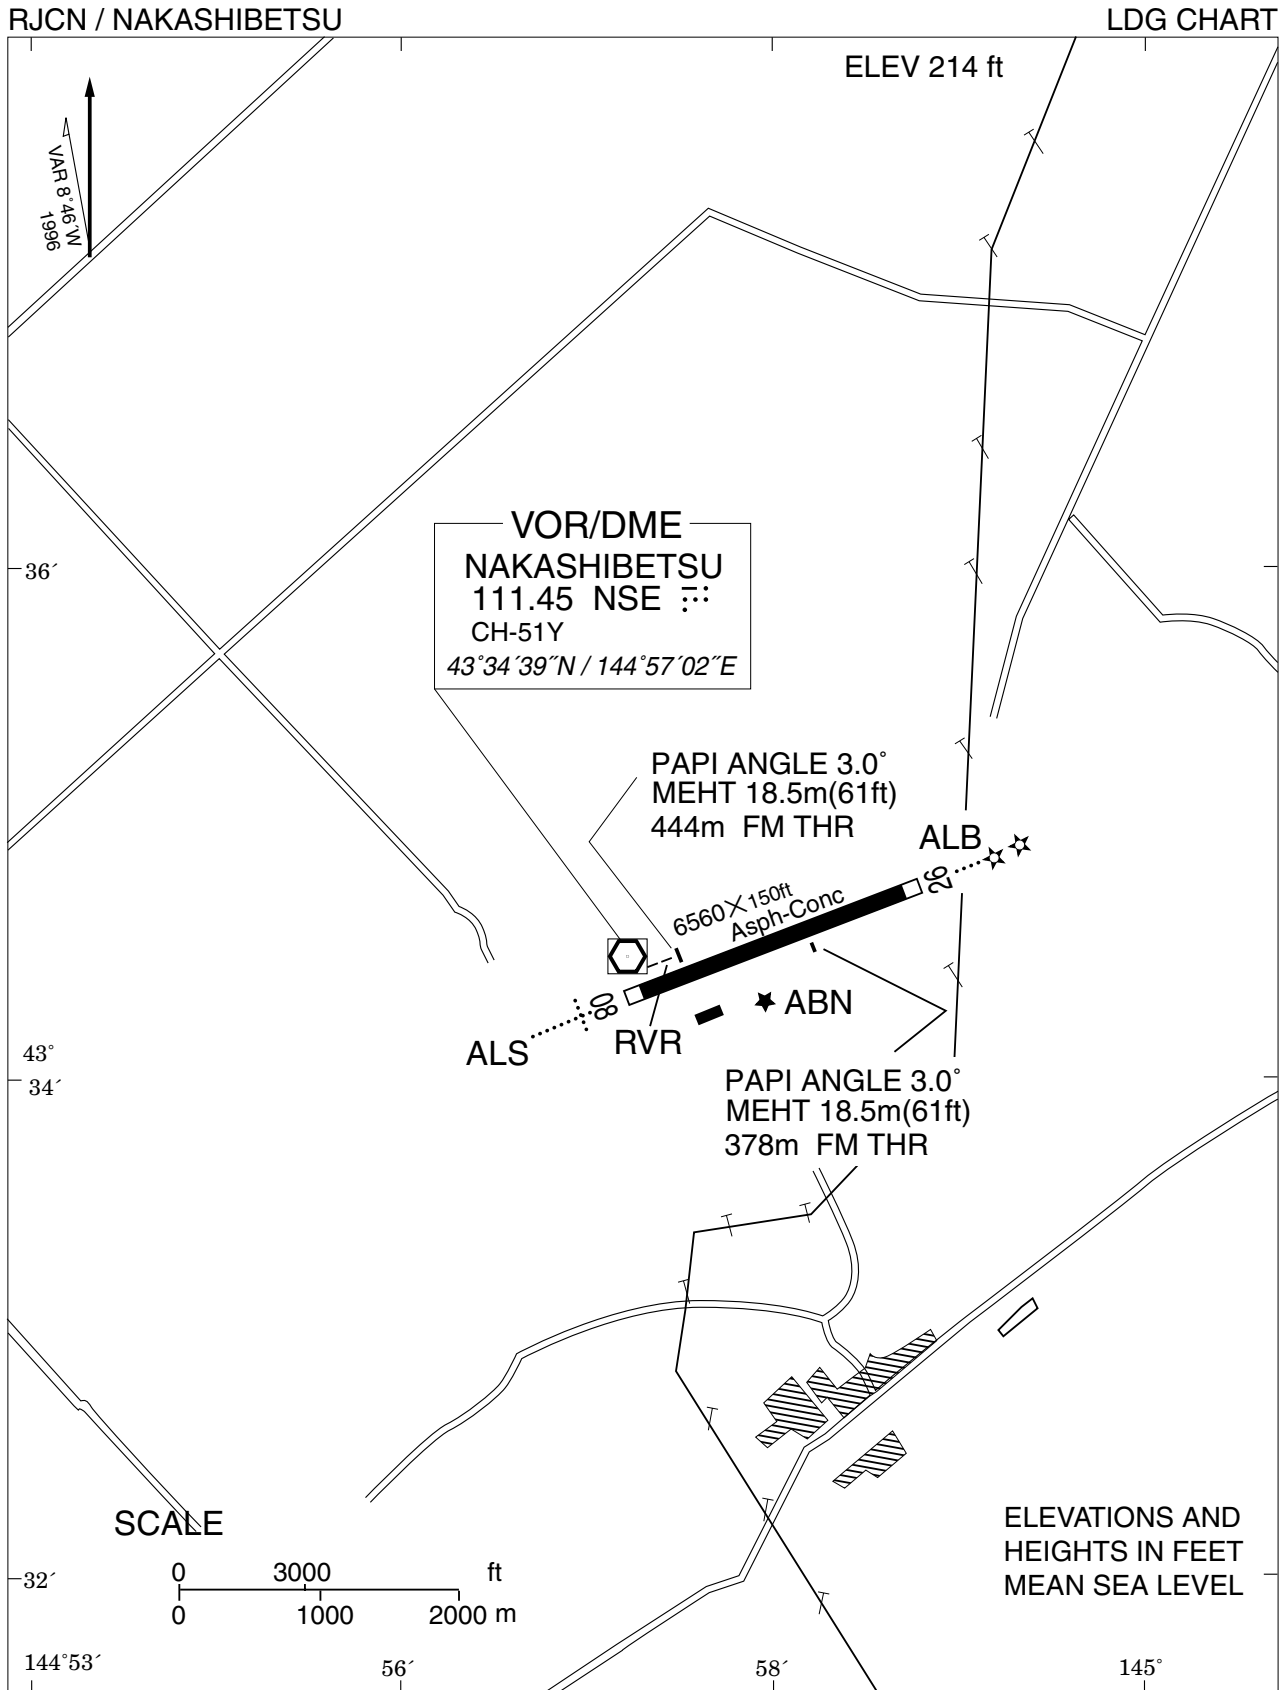 RJCN / NAKASHIBETSU
LDG CHART
ELEV 214 ft
VAR 8°46´W
1996
VOR/DME
NAKASHIBETSU
111.45 NSE
CH-51Y
43°34´39˝N / 144°57´02˝E
36´
PAPI ANGLE 3.0°
MEHT 18.5m(61ft)
444m FM THR
ALB
26
6560×150ft
Asph-Conc
08
ABN
RVR
ALS
43°
34´
PAPI ANGLE 3.0°
MEHT 18.5m(61ft)
378m FM THR
SCALE
0 3000 ft
0 1000 2000 m
ELEVATIONS AND
HEIGHTS IN FEET
MEAN SEA LEVEL
32´
144°53´
56´
58´
145°